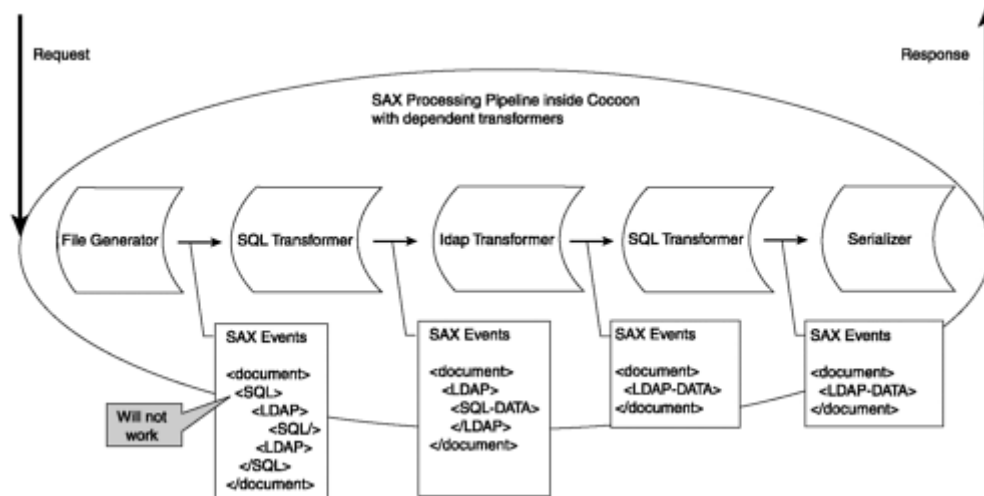 Request
Response
SAX Processing Pipeline inside Cocoon
with dependent transformers
File Generator
SQL Transformer
ldap Transformer
SQL Transformer
Serializer
SAX Events
<document>
<SQL>
<LDAP>
<SQL/>
<LDAP>
</SQL>
</document>
Will not
work
SAX Events
<document>
<LDAP>
<SQL-DATA>
</LDAP>
</document>
SAX Events
<document>
<LDAP-DATA>
</document>
SAX Events
<document>
<LDAP-DATA>
</document>